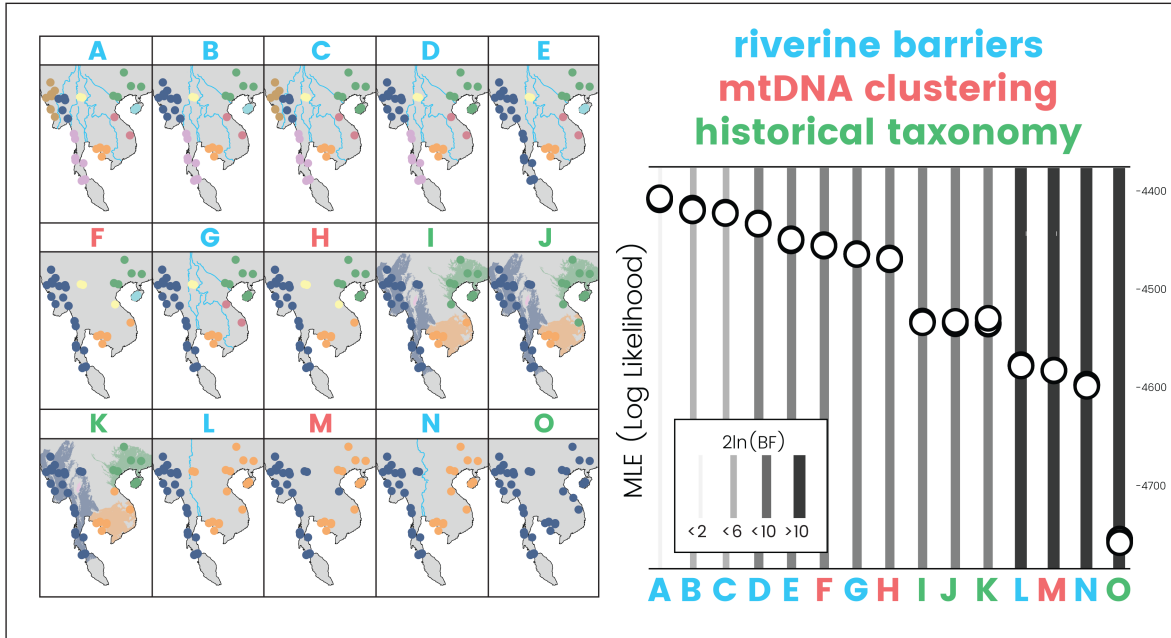 A B C D E
F G H I J
K L M N O
riverine barriers
mtDNA clustering
historical taxonomy
MLE (Log Likelihood)
-4400
-4500
-4600
-4700
2ln(BF)
<2 <6 <10 >10
A B C D E F G H I J K L M N O